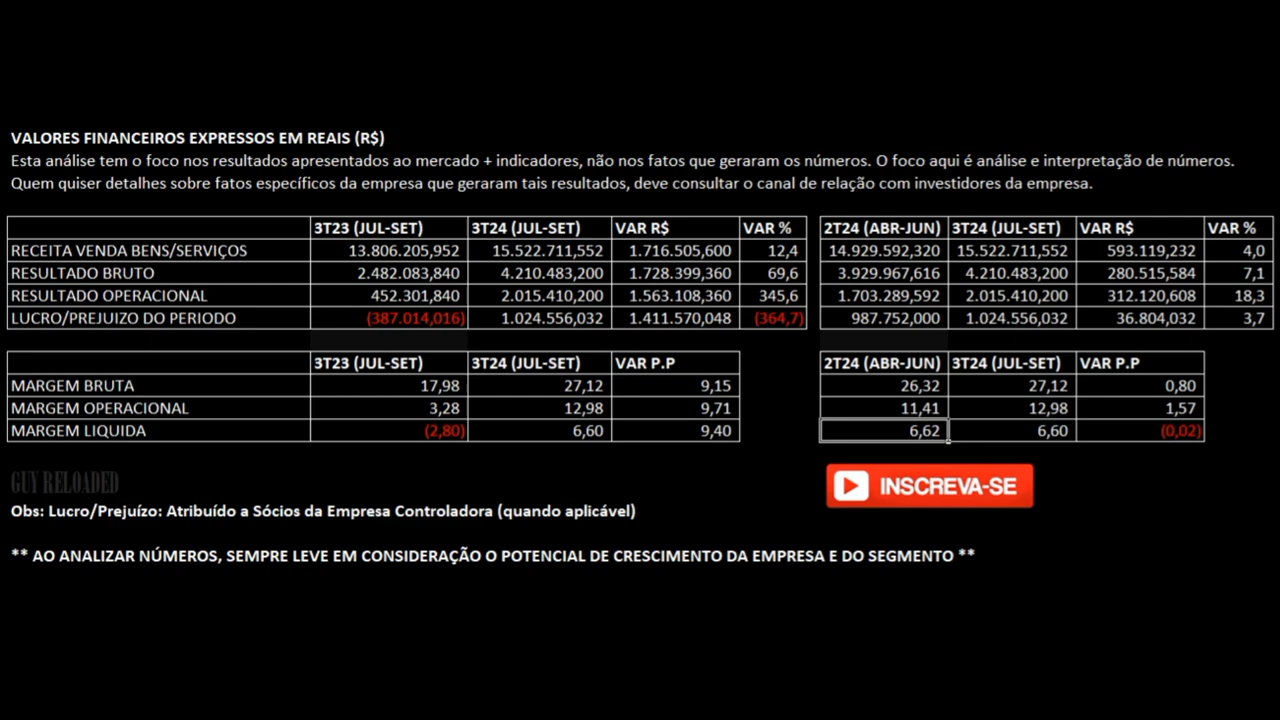 VALORES FINANCEIROS EXPRESSOS EM REAIS (R$)
Esta análise tem o foco nos resultados apresentados ao mercado + indicadores, não nos fatos que geraram os números. O foco aqui é análise e interpretação de números.
Quem quiser detalhes sobre fatos específicos da empresa que geraram tais resultados, deve consultar o canal de relação com investidores da empresa.
3T23 (JUL-SET) 3T24 (JUL-SET) VAR R$ VAR % 2T24 (ABR-JUN) 3T24 (JUL-SET) VAR R$ VAR %
RECEITA VENDA BENS/SERVIÇOS 13.806.205,952 15.522.711,552 1.716.505,600 12,4 14.929.592,320 15.522.711,552 593.119,232 4,0
RESULTADO BRUTO 2.482.083,840 4.210.483,200 1.728.399,360 69,6 3.929.967,616 4.210.483,200 280.515,584 7,1
RESULTADO OPERACIONAL 452.301,840 2.015.410,200 1.563.108,360 345,6 1.703.289,592 2.015.410,200 312.120,608 18,3
LUCRO/PREJUIZO DO PERIODO (387.014,016) 1.024.556,032 1.411.570,048 (364,7) 987.752,000 1.024.556,032 36.804,032 3,7
3T23 (JUL-SET) 3T24 (JUL-SET) VAR P.P 2T24 (ABR-JUN) 3T24 (JUL-SET) VAR P.P
MARGEM BRUTA 17,98 27,12 9,15 26,32 27,12 0,80
MARGEM OPERACIONAL 3,28 12,98 9,71 11,41 12,98 1,57
MARGEM LIQUIDA (2,80) 6,60 9,40 6,62 6,60 (0,02)
GUY RELOADED
INSCREVA-SE
Obs: Lucro/Prejuízo: Atribuído a Sócios da Empresa Controladora (quando aplicável)
** AO ANALIZAR NÚMEROS, SEMPRE LEVE EM CONSIDERAÇÃO O POTENCIAL DE CRESCIMENTO DA EMPRESA E DO SEGMENTO **